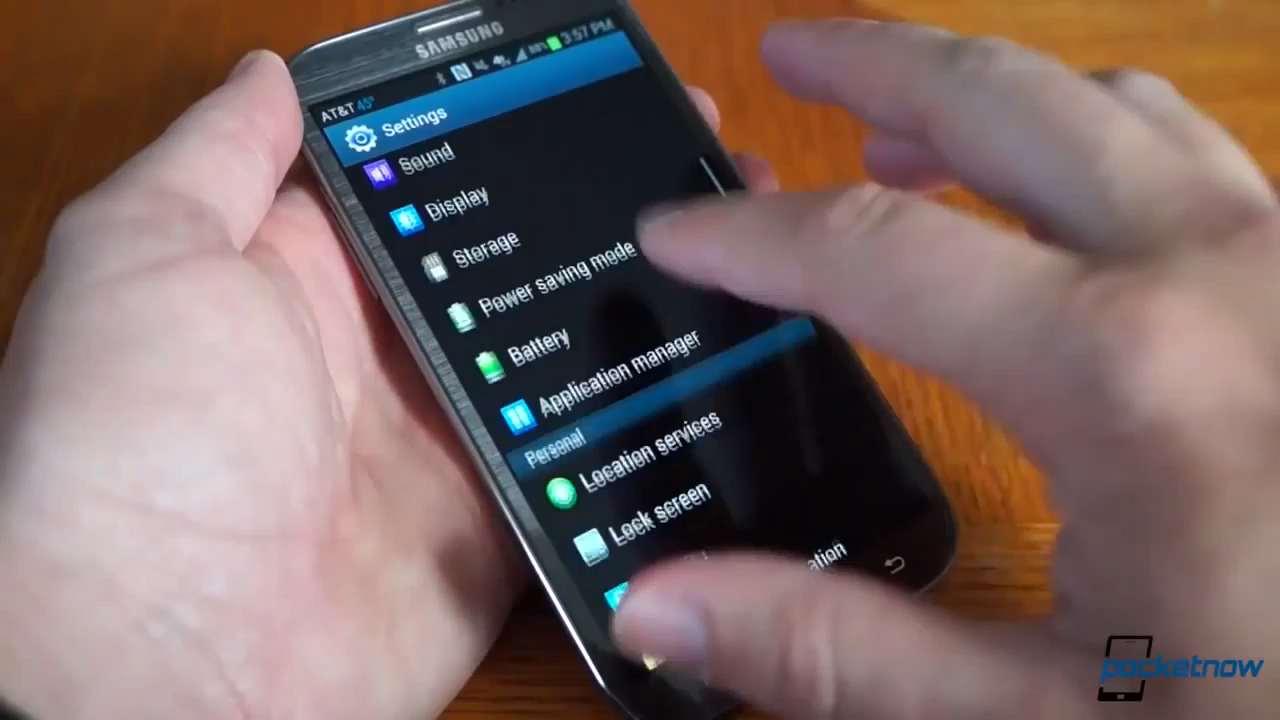 SAMSUNG
3:57 PM
AT&T
Settings
Sound
Display
Storage
Power saving mode
Battery
Application manager
Personal
Location services
Lock screen
ation
pocketnow